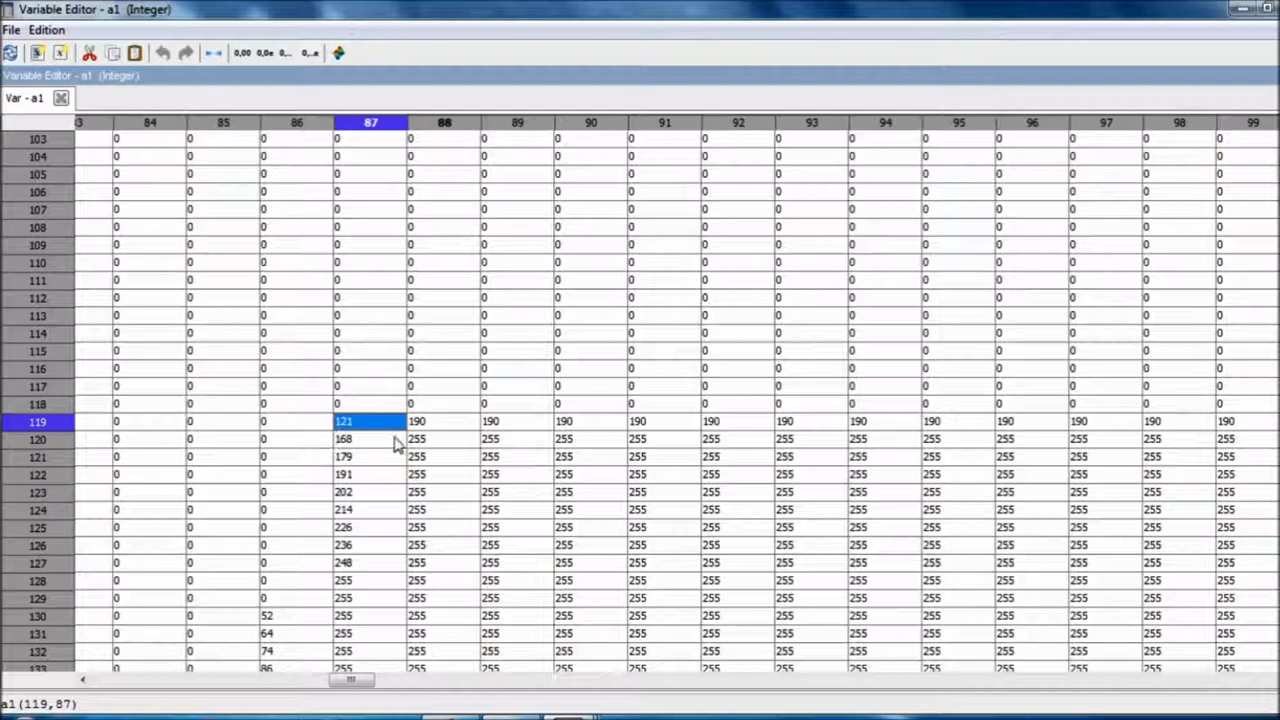 Variable Editor - a1 (Integer)
File Edition
0,00 0,0e 0,.. 0,..e
Variable Editor - a1 (Integer)
Var - a1
84 85 86 87 88 89 90 91 92 93 94 95 96 97 98 99
103 0 0 0 0 0 0 0 0 0 0 0 0 0 0 0 0
104 0 0 0 0 0 0 0 0 0 0 0 0 0 0 0 0
105 0 0 0 0 0 0 0 0 0 0 0 0 0 0 0 0
106 0 0 0 0 0 0 0 0 0 0 0 0 0 0 0 0
107 0 0 0 0 0 0 0 0 0 0 0 0 0 0 0 0
108 0 0 0 0 0 0 0 0 0 0 0 0 0 0 0 0
109 0 0 0 0 0 0 0 0 0 0 0 0 0 0 0 0
110 0 0 0 0 0 0 0 0 0 0 0 0 0 0 0 0
111 0 0 0 0 0 0 0 0 0 0 0 0 0 0 0 0
112 0 0 0 0 0 0 0 0 0 0 0 0 0 0 0 0
113 0 0 0 0 0 0 0 0 0 0 0 0 0 0 0 0
114 0 0 0 0 0 0 0 0 0 0 0 0 0 0 0 0
115 0 0 0 0 0 0 0 0 0 0 0 0 0 0 0 0
116 0 0 0 0 0 0 0 0 0 0 0 0 0 0 0 0
117 0 0 0 0 0 0 0 0 0 0 0 0 0 0 0 0
118 0 0 0 0 0 0 0 0 0 0 0 0 0 0 0 0
119 0 0 0 121 190 190 190 190 190 190 190 190 190 190 190 190
120 0 0 0 168 255 255 255 255 255 255 255 255 255 255 255 255
121 0 0 0 179 255 255 255 255 255 255 255 255 255 255 255 255
122 0 0 0 191 255 255 255 255 255 255 255 255 255 255 255 255
123 0 0 0 202 255 255 255 255 255 255 255 255 255 255 255 255
124 0 0 0 214 255 255 255 255 255 255 255 255 255 255 255 255
125 0 0 0 226 255 255 255 255 255 255 255 255 255 255 255 255
126 0 0 0 236 255 255 255 255 255 255 255 255 255 255 255 255
127 0 0 0 248 255 255 255 255 255 255 255 255 255 255 255 255
128 0 0 0 255 255 255 255 255 255 255 255 255 255 255 255 255
129 0 0 0 255 255 255 255 255 255 255 255 255 255 255 255 255
130 0 0 52 255 255 255 255 255 255 255 255 255 255 255 255 255
131 0 0 64 255 255 255 255 255 255 255 255 255 255 255 255 255
132 0 0 74 255 255 255 255 255 255 255 255 255 255 255 255 255
133 0 0 86 255 255 255 255 255 255 255 255 255 255 255 255 255
a1(119,87)